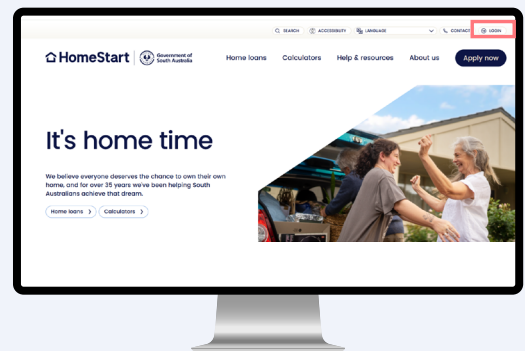 SEARCH ACCESSIBILITY LANGUAGE CONTACT LOGIN
HomeStart Government of South Australia Home loans Calculators Help & resources About us Apply now
It's home time
We believe everyone deserves the chance to own their own
home, and for over 35 years we've been helping South
Australians achieve that dream.
Home loans Calculators